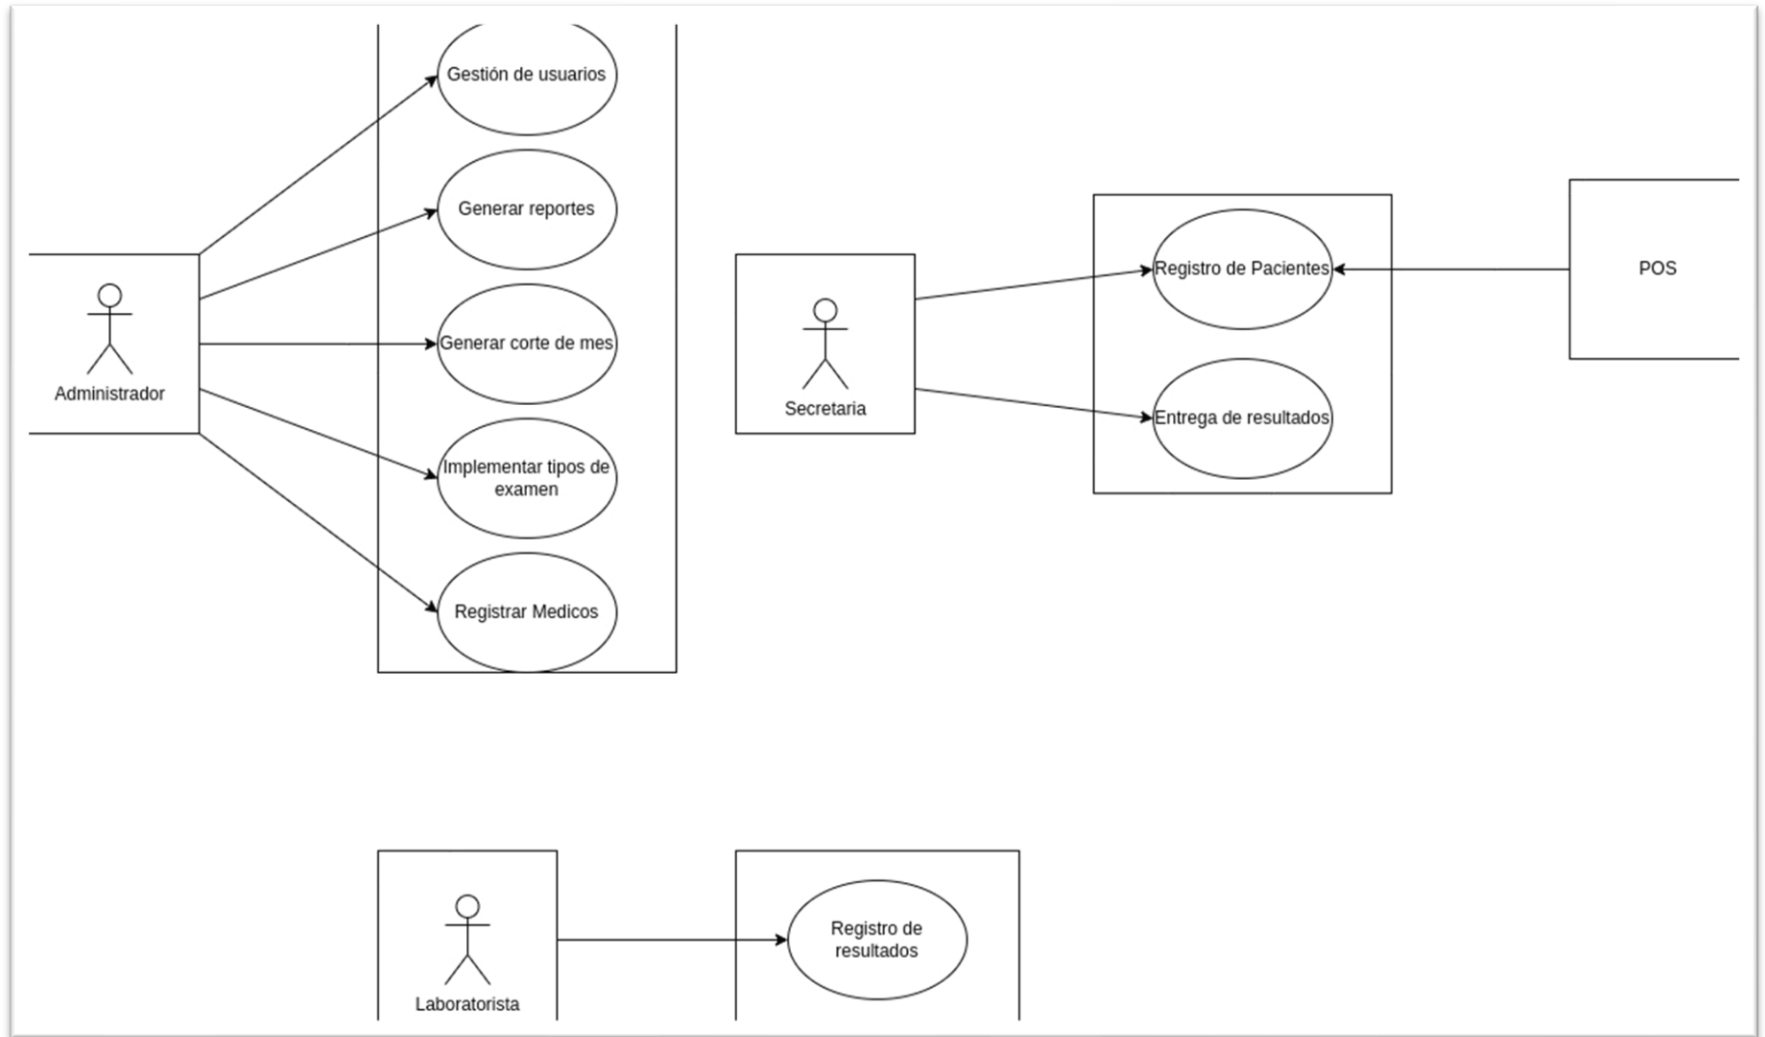 Gestión de usuarios
Generar reportes
Generar corte de mes
Implementar tipos de
examen
Registrar Medicos
Administrador
Secretaria
Registro de Pacientes
Entrega de resultados
POS
Laboratorista
Registro de
resultados